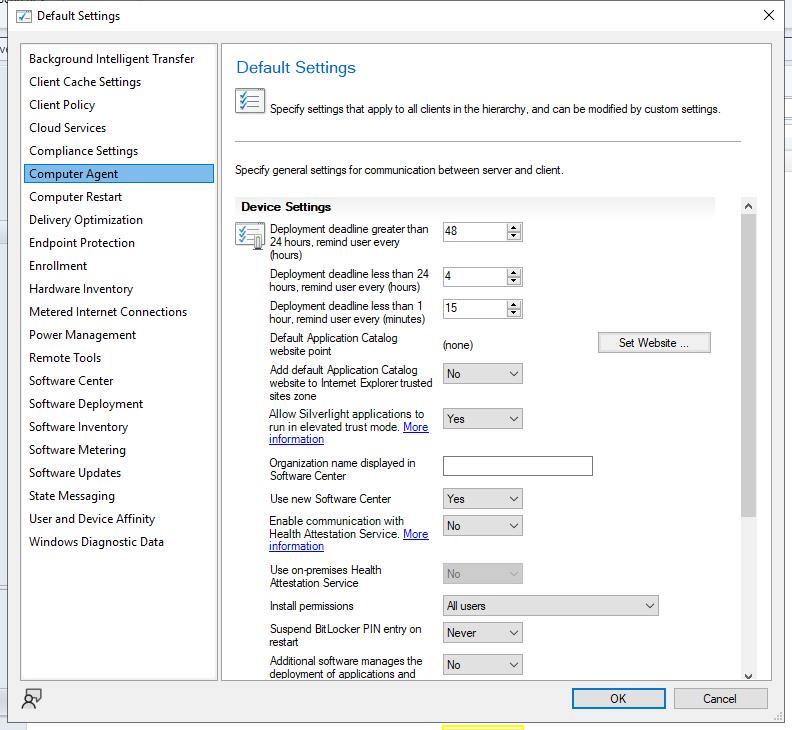 Default Settings
Background Intelligent Transfer
Client Cache Settings
Client Policy
Cloud Services
Compliance Settings
Computer Agent
Computer Restart
Delivery Optimization
Endpoint Protection
Enrollment
Hardware Inventory
Metered Internet Connections
Power Management
Remote Tools
Software Center
Software Deployment
Software Inventory
Software Metering
Software Updates
State Messaging
User and Device Affinity
Windows Diagnostic Data
Default Settings
Specify settings that apply to all clients in the hierarchy, and can be modified by custom settings.
Specify general settings for communication between server and client.
Device Settings
Deployment deadline greater than
24 hours, remind user every
(hours)
48
Deployment deadline less than 24
hours, remind user every (hours)
4
Deployment deadline less than 1
hour, remind user every (minutes)
15
Default Application Catalog
website point
(none)
Set Website ...
Add default Application Catalog
website to Internet Explorer trusted
sites zone
No
Allow Silverlight applications to
run in elevated trust mode. More
information
Yes
Organization name displayed in
Software Center
Use new Software Center
Yes
Enable communication with
Health Attestation Service. More
information
No
Use on-premises Health
Attestation Service
No
Install permissions
All users
Suspend BitLocker PIN entry on
restart
Never
Additional software manages the
deployment of applications and
No
OK
Cancel